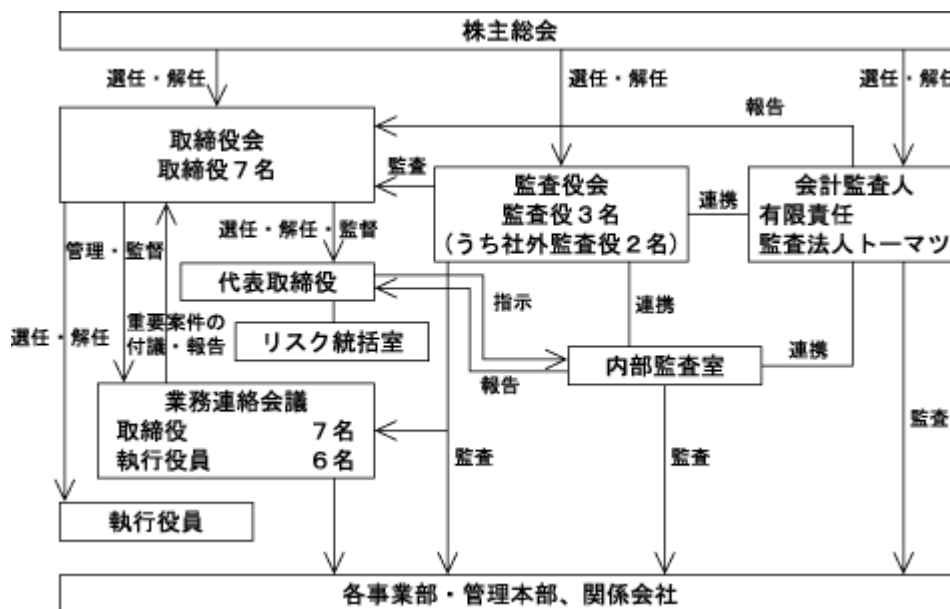 株主総会
選任・解任
選任・解任
選任・解任
報告
取締役会
取締役７名
監査
監査役会
監査役３名
（うち社外監査役２名）
連携
会計監査人
有限責任
監査法人トーマツ
管理・監督
選任・解任・監督
代表取締役
指示
連携
選任・解任
重要案件の
付議・報告
リスク統括室
報告
内部監査室
連携
業務連絡会議
取締役 ７名
執行役員 ６名
監査
監査
監査
執行役員
各事業部・管理本部、関係会社